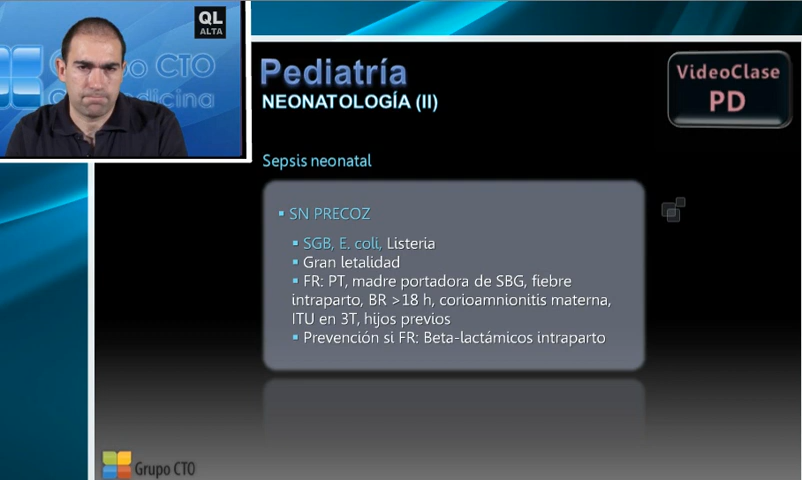 QL
ALTA
Grupo CTO
Medicina
Pediatría
NEONATOLOGÍA (II)
VideoClase
PD
Sepsis neonatal
▪ SN PRECOZ
▪ SGB, E. coli, Listeria
▪ Gran letalidad
▪ FR: PT, madre portadora de SBG, fiebre
intraparto, BR >18 h, corioamnionitis materna,
ITU en 3T, hijos previos
▪ Prevención si FR: Beta-lactámicos intraparto
Grupo CTO